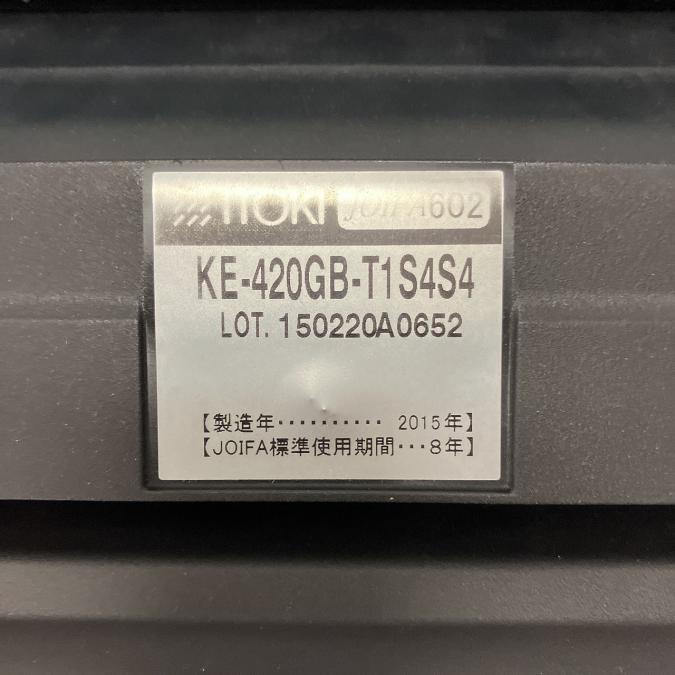 ITOKI JOIFA602
KE-420GB-T1S4S4
LOT. 150220A0652
【製造年･･････････ 2015年】
【JOIFA標準使用期間･･･8年】